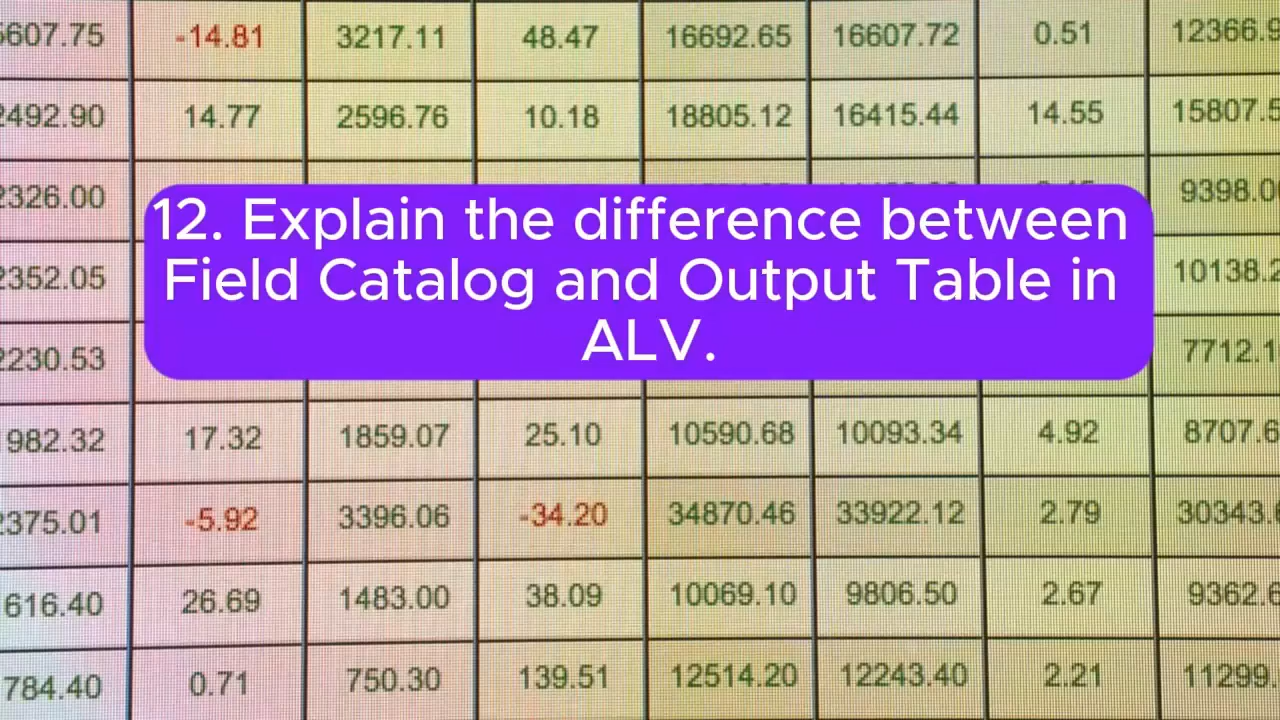 5607.75 -14.81 3217.11 48.47 16692.65 16607.72 0.51 12366.9
2492.90 14.77 2596.76 10.18 18805.12 16415.44 14.55 15807.5
2326.00 9398.0
12. Explain the difference between
Field Catalog and Output Table in
ALV.
2352.05 10138.2
2230.53 7712.1
982.32 17.32 1859.07 25.10 10590.68 10093.34 4.92 8707.6
2375.01 -5.92 3396.06 -34.20 34870.46 33922.12 2.79 30343.
616.40 26.69 1483.00 38.09 10069.10 9806.50 2.67 9362.6
784.40 0.71 750.30 139.51 12514.20 12243.40 2.21 11299.